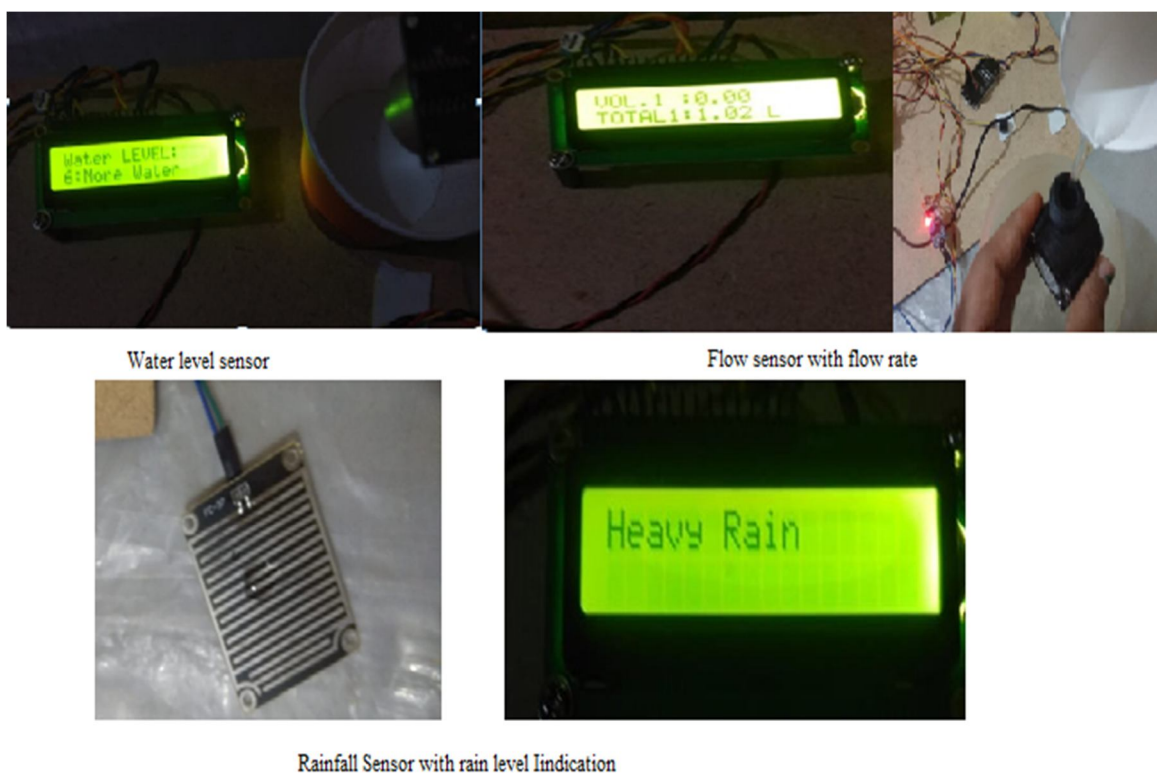 Water LEVEL:
6:More Water
VOL.1 :0.00
TOTAL1:1.02 L
Water level sensor
Flow sensor with flow rate
Heavy Rain
Rainfall Sensor with rain level Iindication